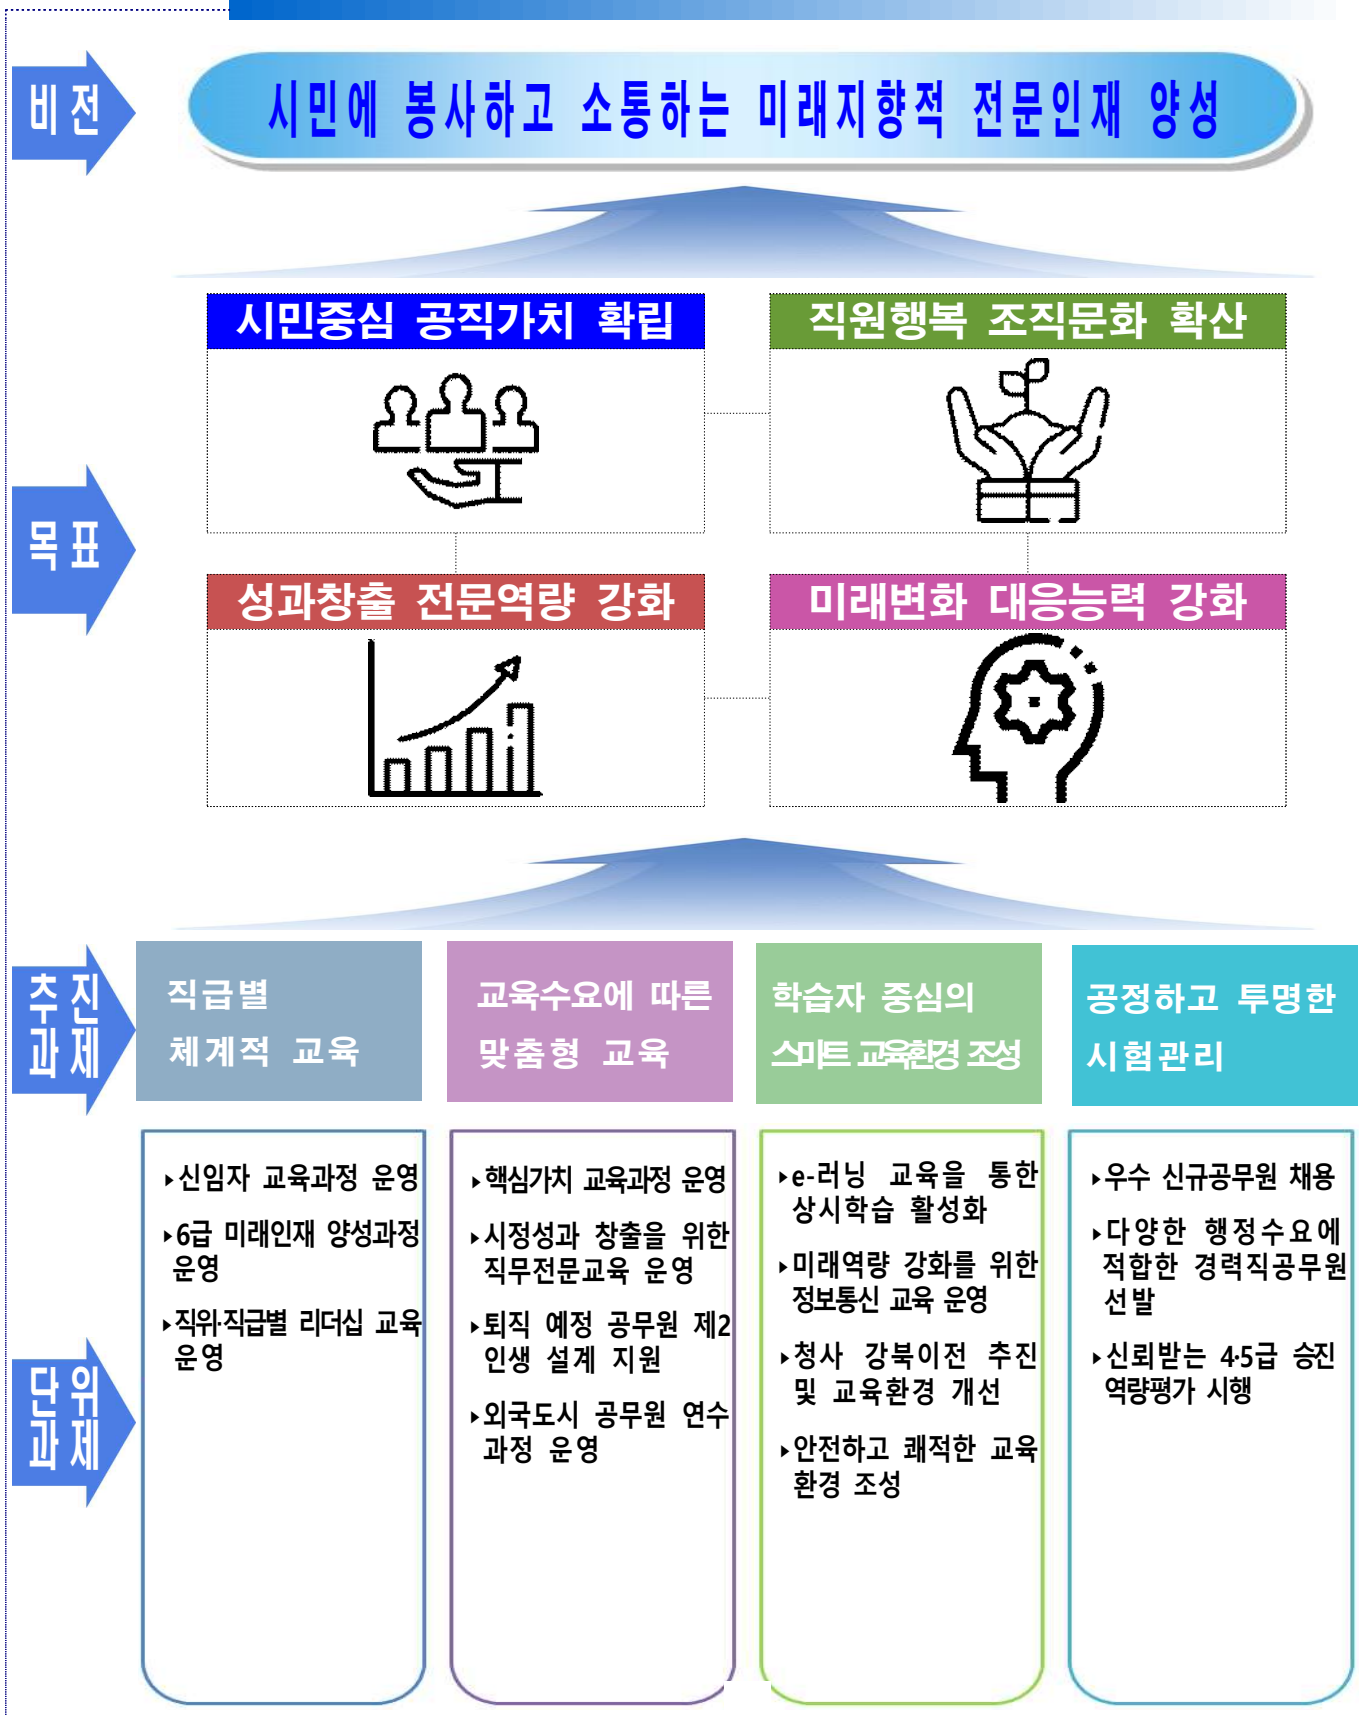 비전
시민에 봉사하고 소통하는 미래지향적 전문인재 양성
목표
시민중심 공직가치 확립
직원행복 조직문화 확산
성과창출 전문역량 강화
미래변화 대응능력 강화
추진
과제
직급별
체계적 교육
교육수요에 따른
맞춤형 교육
학습자 중심의
스마트 교육환경 조성
공정하고 투명한
시험관리
단위
과제
▸신임자 교육과정 운영
▸6급 미래인재 양성과정
운영
▸직위·직급별 리더십 교육
운영
▸핵심가치 교육과정 운영
▸시정성과 창출을 위한
직무전문교육 운영
▸퇴직 예정 공무원 제2
인생 설계 지원
▸외국도시 공무원 연수
과정 운영
▸e-러닝 교육을 통한
상시학습 활성화
▸미래역량 강화를 위한
정보통신 교육 운영
▸청사 강북이전 추진
및 교육환경 개선
▸안전하고 쾌적한 교육
환경 조성
▸우수 신규공무원 채용
▸다양한 행정수요에
적합한 경력직공무원
선발
▸신뢰받는 4·5급 승진
역량평가 시행